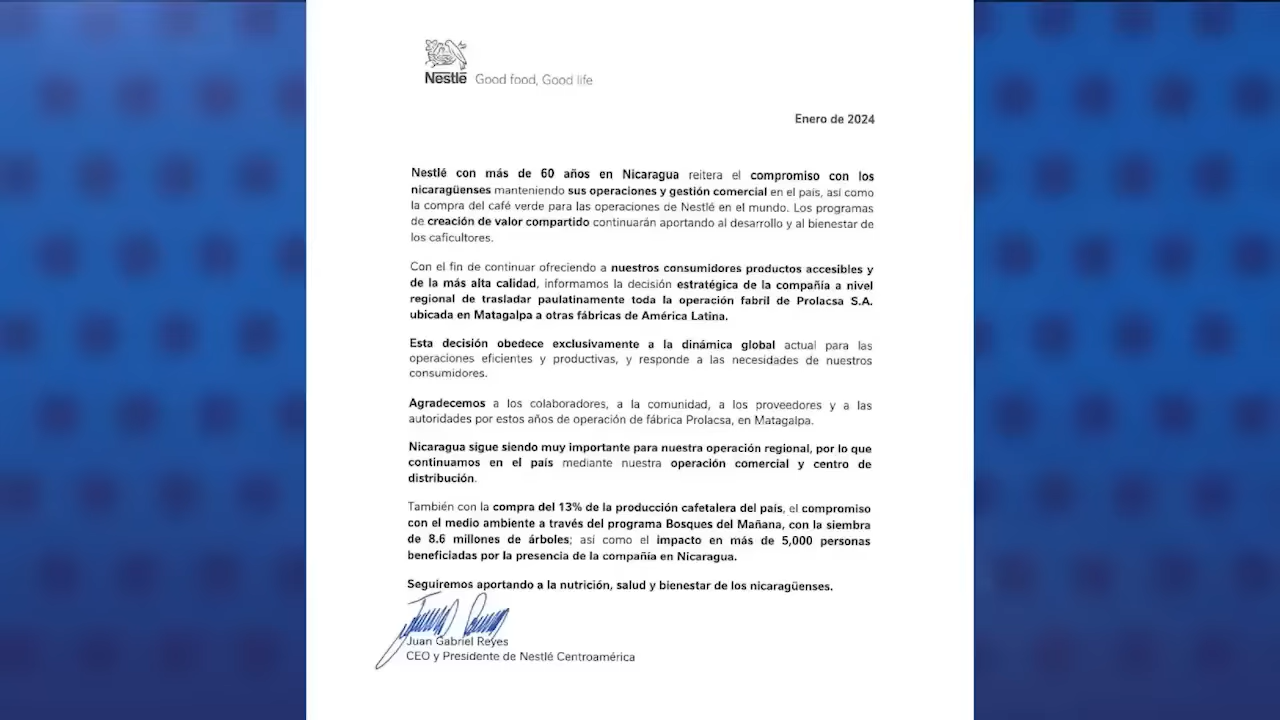 Nestlé Good food, Good life
Enero de 2024
Nestlé con más de 60 años en Nicaragua reitera el compromiso con los
nicaragüenses manteniendo sus operaciones y gestión comercial en el país, así como
la compra del café verde para las operaciones de Nestlé en el mundo. Los programas
de creación de valor compartido continuarán aportando al desarrollo y al bienestar de
los caficultores.
Con el fin de continuar ofreciendo a nuestros consumidores productos accesibles y
de la más alta calidad, informamos la decisión estratégica de la compañía a nivel
regional de trasladar paulatinamente toda la operación fabríl de Prolacsa S.A.
ubicada en Matagalpa a otras fábricas de América Latina.
Esta decisión obedece exclusivamente a la dinámica global actual para las
operaciones eficientes y productivas, y responde a las necesidades de nuestros
consumidores.
Agradecemos a los colaboradores, a la comunidad, a los proveedores y a las
autoridades por estos años de operación de fábrica Prolacsa, en Matagalpa.
Nicaragua sigue siendo muy importante para nuestra operación regional, por lo que
continuamos en el país mediante nuestra operación comercial y centro de
distribución.
También con la compra del 13% de la producción cafetalera del país, el compromiso
con el medio ambiente a través del programa Bosques del Mañana, con la siembra
de 8.6 millones de árboles; así como el impacto en más de 5,000 personas
beneficiadas por la presencia de la compañía en Nicaragua.
Seguiremos aportando a la nutrición, salud y bienestar de los nicaragüenses.
Juan Gabriel Reyes
CEO y Presidente de Nestlé Centroamérica